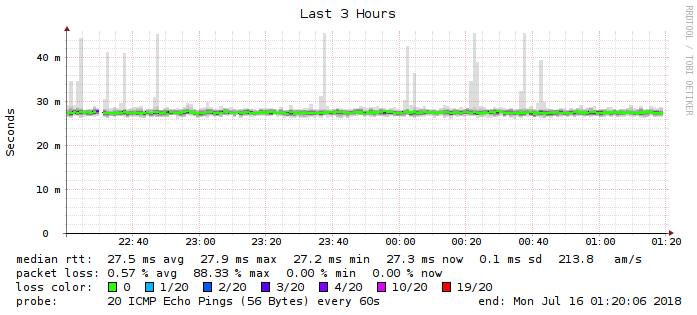 Last 3 Hours
RRDTOOL / TOBI OETIKER
Seconds
40 m
30 m
20 m
10 m
0
22:40 23:00 23:20 23:40 00:00 00:20 00:40 01:00 01:20
median rtt: 27.5 ms avg 27.9 ms max 27.2 ms min 27.3 ms now 0.1 ms sd 213.8 am/s
packet loss: 0.57 % avg 88.33 % max 0.00 % min 0.00 % now
loss color: 0 1/20 2/20 3/20 4/20 10/20 19/20
probe: 20 ICMP Echo Pings (56 Bytes) every 60s end: Mon Jul 16 01:20:06 2018